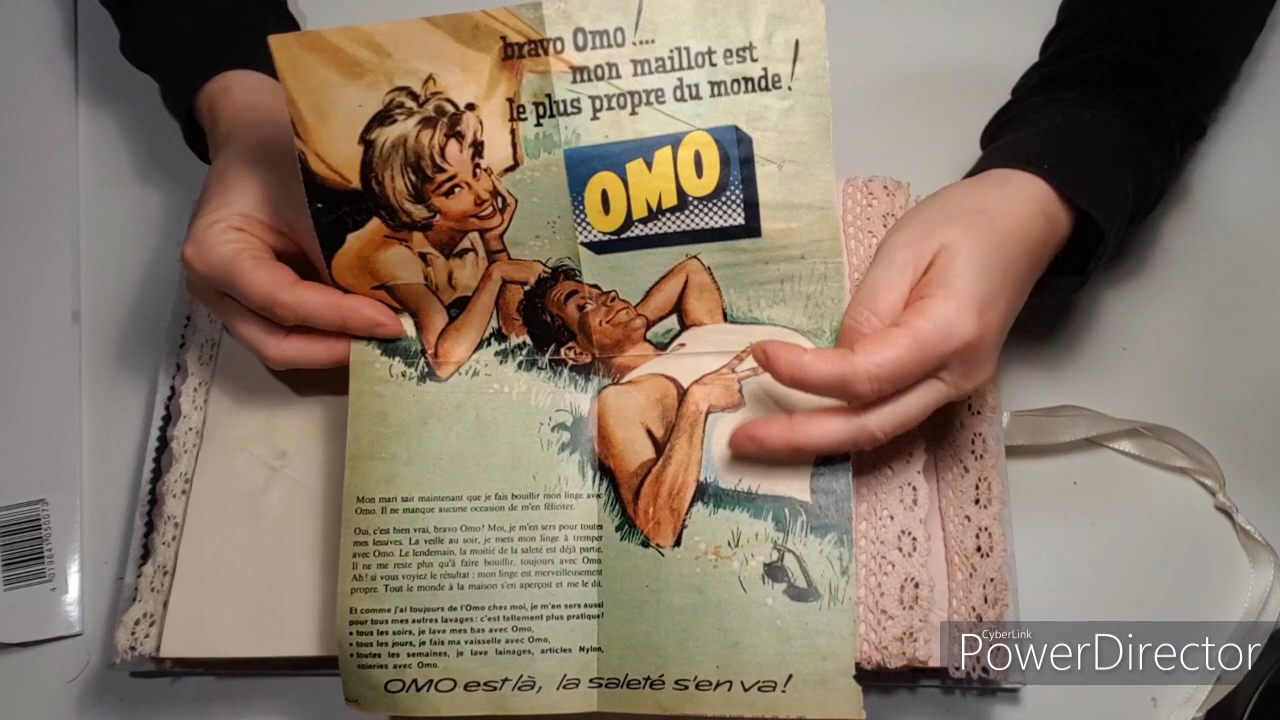 bravo Omo!...
mon maillot est
le plus propre du monde!
OMO
Mon mari sait maintenant que je fais bouillir mon linge avec
Omo. Il ne manque aucune occasion de m'en féliciter.
Oui, c'est bien vrai, bravo Omo! Moi, je m'en sers pour toutes
mes lessives. La veille au soir, je mets mon linge à tremper
avec Omo. Le lendemain, la moitié de la saleté est déjà partie.
Il ne me reste plus qu'à faire bouillir, toujours avec Omo.
Ah! si vous voyiez le résultat : mon linge est merveilleusement
propre. Tout le monde à la maison s'en aperçoit et me le dit.
Et comme j'ai toujours de l'Omo chez moi, je m'en sers aussi
pour tous mes autres lavages : c'est tellement plus pratique!
• tous les soirs, je lave mes bas avec Omo,
• tous les jours, je fais ma vaisselle avec Omo,
• toutes les semaines, je lave lainages, articles Nylon,
soieries avec Omo.
OMO est là, la saleté s'en va!
4 019641 050073
CyberLink
PowerDirector